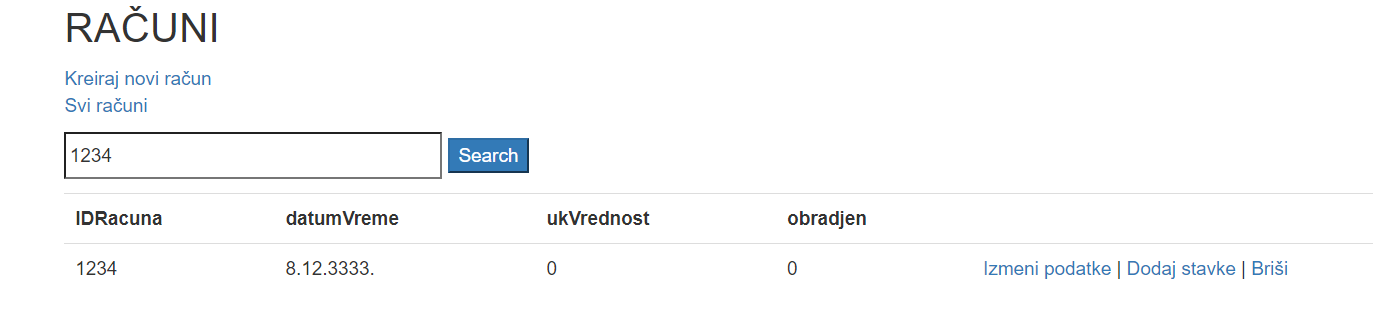 RAČUNI
Kreiraj novi račun
Svi računi
1234 Search
IDRacuna datumVreme ukVrednost obradjen
1234 8.12.3333. 0 0 Izmeni podatke | Dodaj stavke | Briši